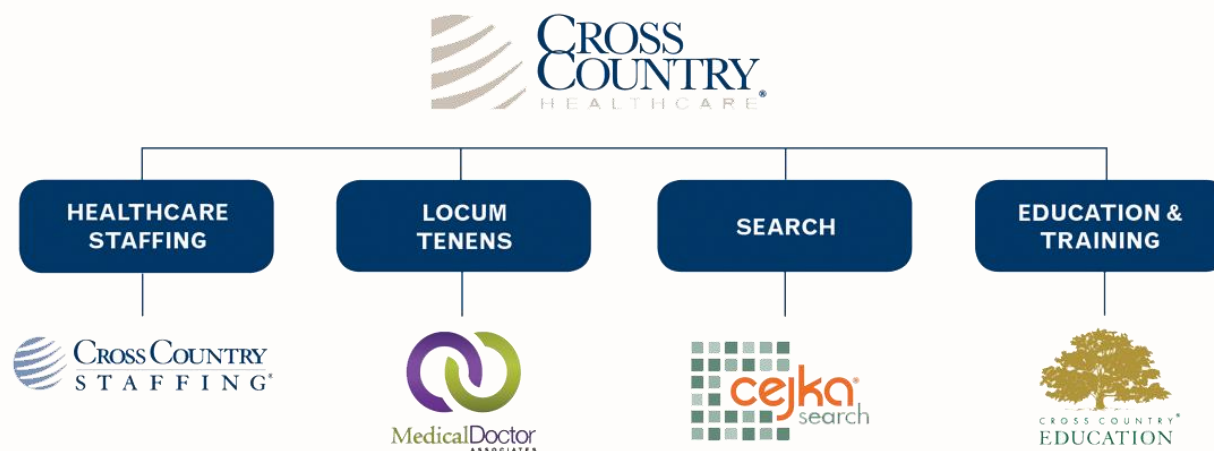 CROSS
COUNTRY®
HEALTHCARE
HEALTHCARE
STAFFING
LOCUM
TENENS
SEARCH
EDUCATION &
TRAINING
CROSS COUNTRY
STAFFING®
MedicalDoctor
ASSOCIATES
cejka®
search
CROSS COUNTRY®
EDUCATION